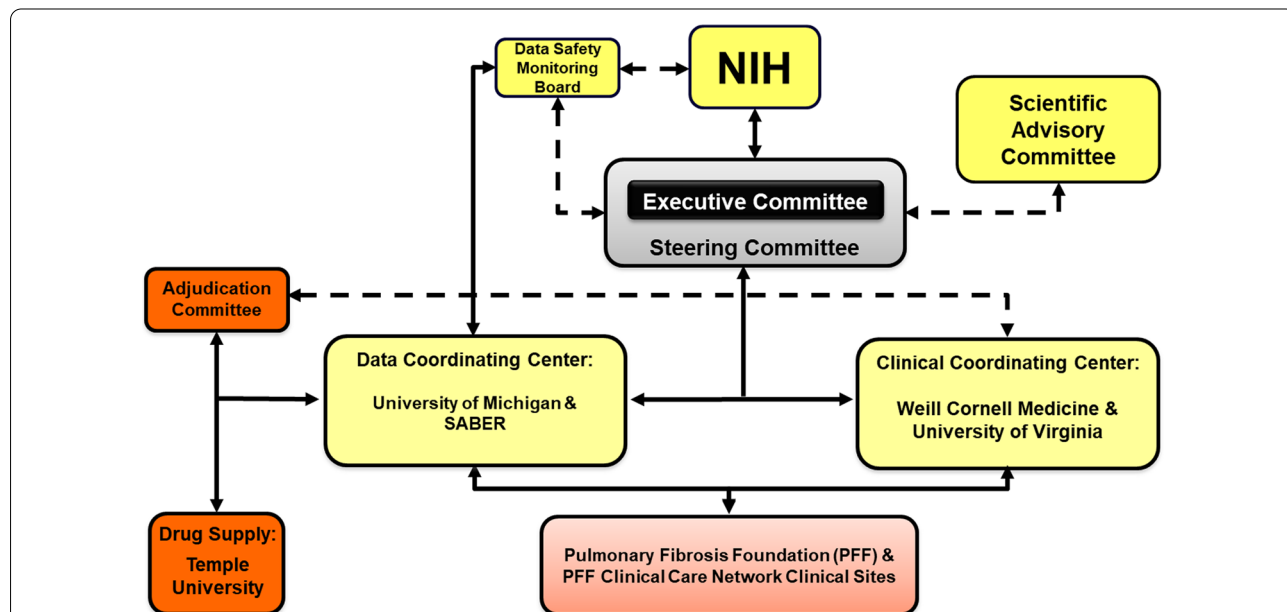 Data Safety
Monitoring
Board
NIH
Scientific
Advisory
Committee
Executive Committee
Steering Committee
Adjudication
Committee
Data Coordinating Center:
University of Michigan &
SABER
Clinical Coordinating Center:
Weill Cornell Medicine &
University of Virginia
Drug Supply:
Temple
University
Pulmonary Fibrosis Foundation (PFF) &
PFF Clinical Care Network Clinical Sites